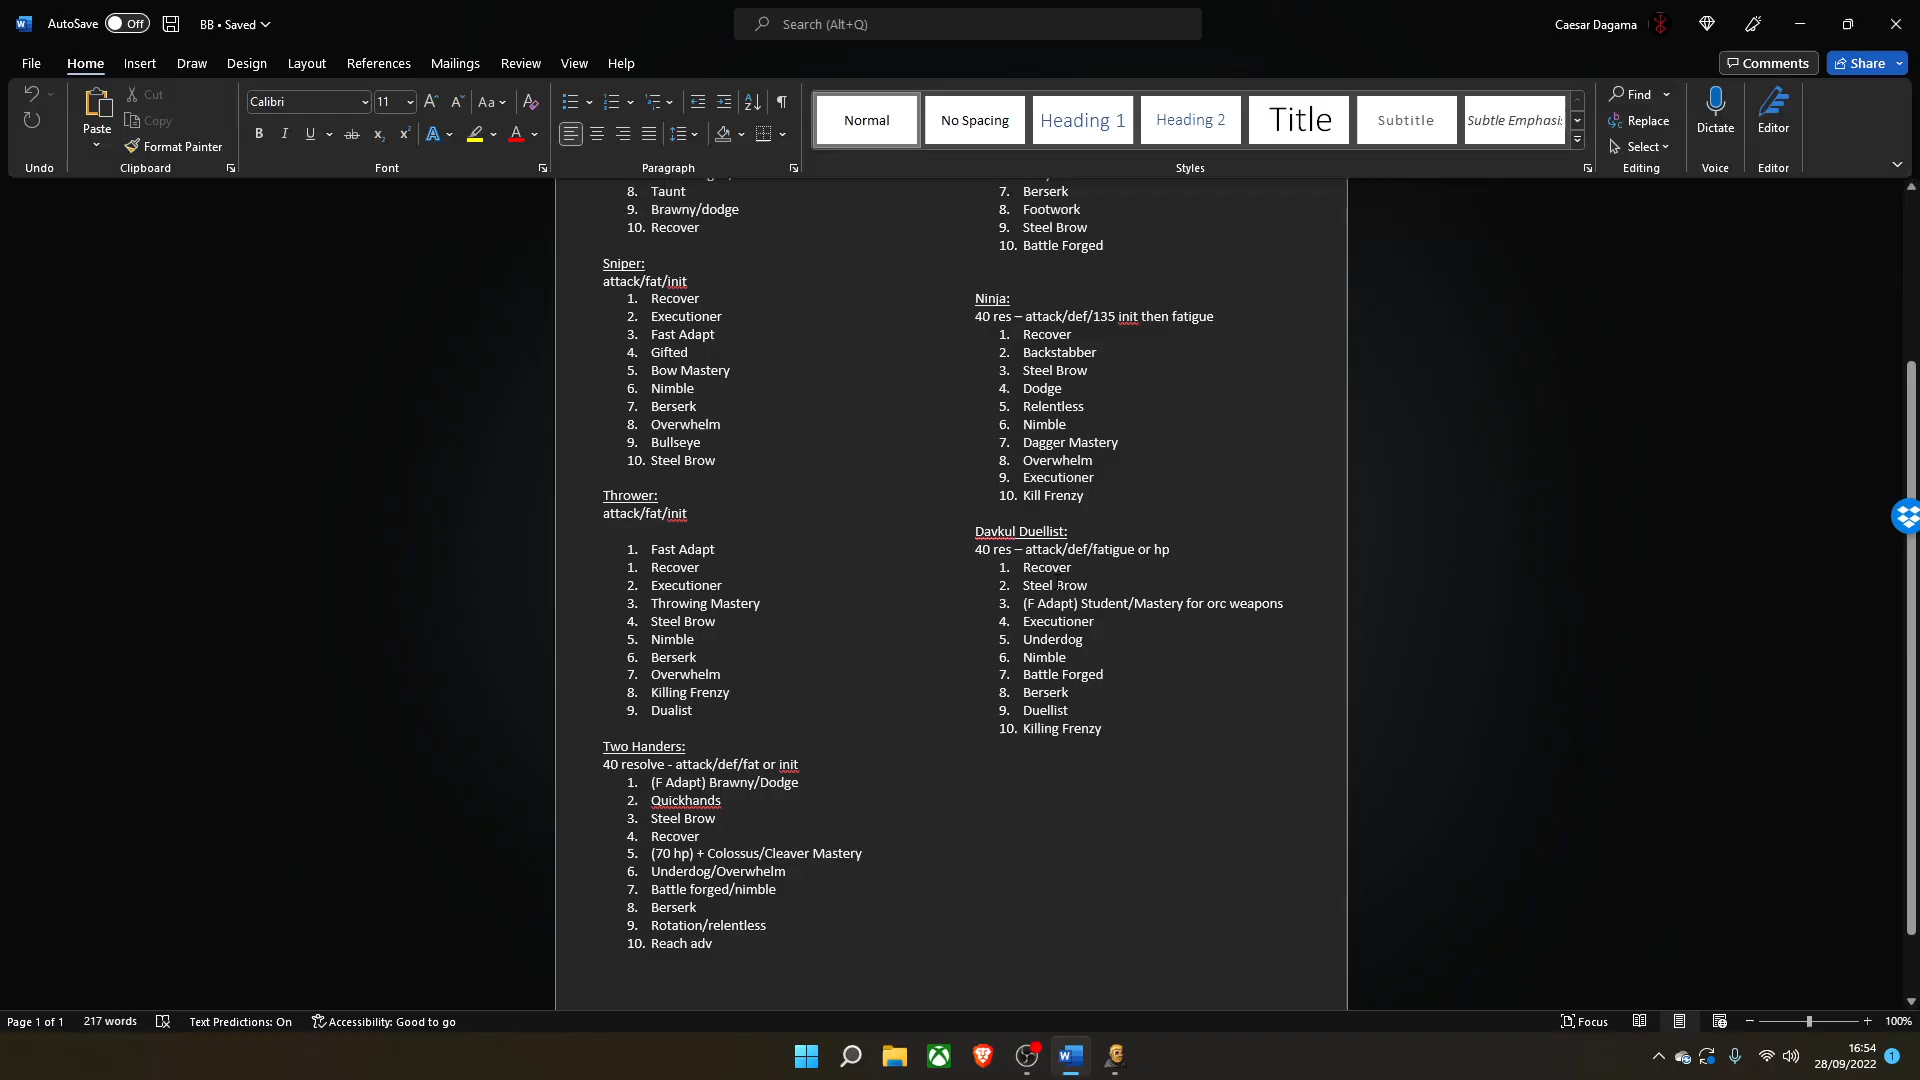 AutoSave
Off
BB • Saved
Search (Alt+Q)
Caesar Dagama
File
Home
Insert
Draw
Design
Layout
References
Mailings
Review
View
Help
Comments
Share
Paste
Cut
Copy
Format Painter
Calibri
11
Normal
No Spacing
Heading 1
Heading 2
Title
Subtitle
Subtle Emphasi
Find
Replace
Select
Dictate
Editor
Undo
Clipboard
Font
Paragraph
Styles
Editing
Voice
Editor
8. Taunt
9. Brawny/dodge
10. Recover
Sniper:
attack/fat/init
1. Recover
2. Executioner
3. Fast Adapt
4. Gifted
5. Bow Mastery
6. Nimble
7. Berserk
8. Overwhelm
9. Bullseye
10. Steel Brow
Thrower:
attack/fat/init
1. Fast Adapt
1. Recover
2. Executioner
3. Throwing Mastery
4. Steel Brow
5. Nimble
6. Berserk
7. Overwhelm
8. Killing Frenzy
9. Dualist
Two Handers:
40 resolve - attack/def/fat or init
1. (F Adapt) Brawny/Dodge
2. Quickhands
3. Steel Brow
4. Recover
5. (70 hp) + Colossus/Cleaver Mastery
6. Underdog/Overwhelm
7. Battle forged/nimble
8. Berserk
9. Rotation/relentless
10. Reach adv
7. Berserk
8. Footwork
9. Steel Brow
10. Battle Forged
Ninja:
40 res – attack/def/135 init then fatigue
1. Recover
2. Backstabber
3. Steel Brow
4. Dodge
5. Relentless
6. Nimble
7. Dagger Mastery
8. Overwhelm
9. Executioner
10. Kill Frenzy
Davkul Duellist:
40 res – attack/def/fatigue or hp
1. Recover
2. Steel Brow
3. (F Adapt) Student/Mastery for orc weapons
4. Executioner
5. Underdog
6. Nimble
7. Battle Forged
8. Berserk
9. Duellist
10. Killing Frenzy
Page 1 of 1
217 words
Text Predictions: On
Accessibility: Good to go
Focus
100%
16:54
28/09/2022
1